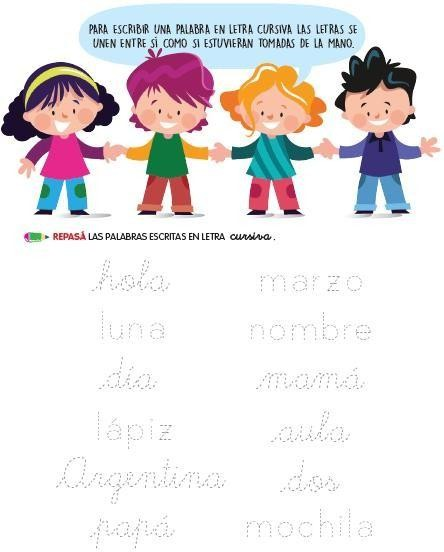 PARA ESCRIBIR UNA PALABRA EN LETRA CURSIVA LAS LETRAS SE
UNEN ENTRE SÍ COMO SI ESTUVIERAN TOMADAS DE LA MANO.
REPASÁ LAS PALABRAS ESCRITAS EN LETRA cursiva.
hola marzo
luna nombre
día mamá
lápiz aula
Argentina dos
papá mochila